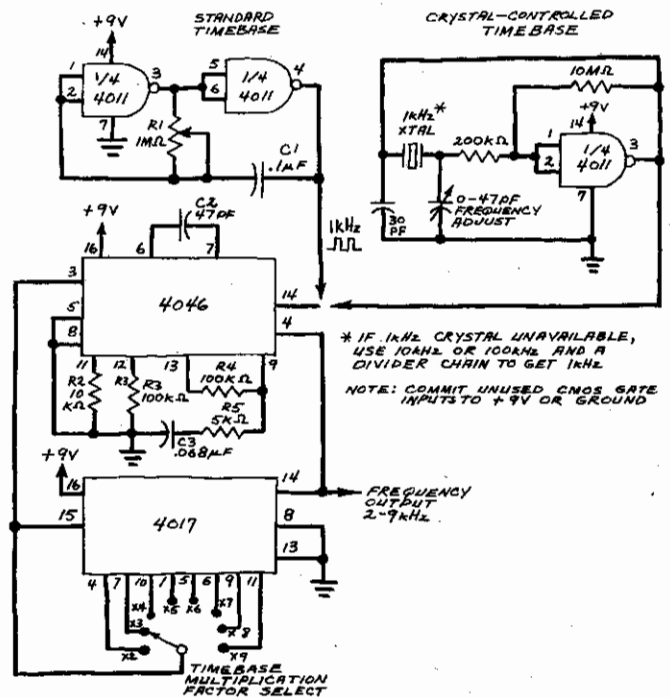 STANDARD TIMEBASE
CRYSTAL-CONTROLLED TIMEBASE
+9V
14
1
2
1/4
4011
3
7
5
6
1/4
4011
4
R1
1MΩ
C1
.1µF
10MΩ
1kHz*
XTAL
200kΩ
+9V
14
1
2
1/4
4011
3
7
30
PF
0-47pF
FREQUENCY
ADJUST
1kHz
+9V
16
C2
47PF
6
7
3
4046
14
5
8
4
11
12
13
9
R2
10
KΩ
R3
R3
100KΩ
R4
100KΩ
R5
5KΩ
C3
.068µF
* IF 1kHz CRYSTAL UNAVAILABLE,
USE 10kHz OR 100kHz AND A
DIVIDER CHAIN TO GET 1kHz
NOTE: COMMIT UNUSED CMOS GATE
INPUTS TO +9V OR GROUND
+9V
16
15
4017
14
8
13
FREQUENCY
OUTPUT
2-9kHz
4
7
10
1
5
6
9
11
X2
X3
X4
X5
X6
X7
X8
X9
TIMEBASE
MULTIPLICATION
FACTOR SELECT